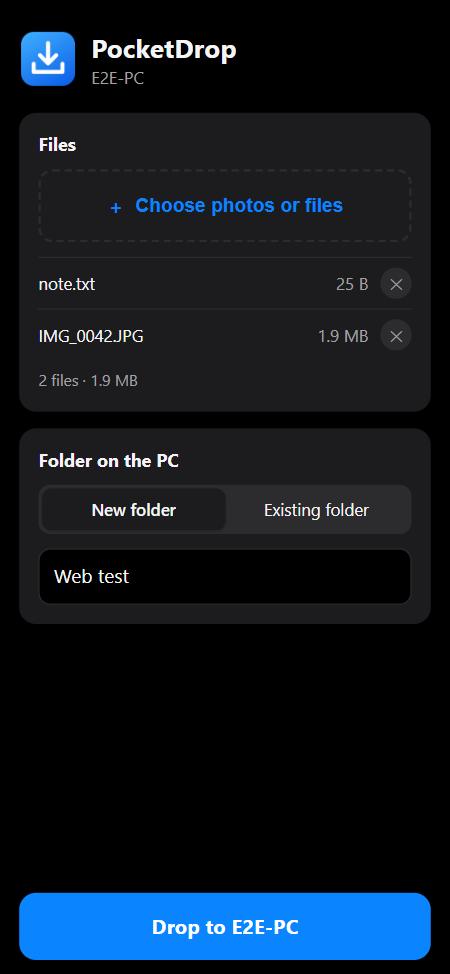 PocketDrop
E2E-PC
Files
+ Choose photos or files
note.txt 25 B
IMG_0042.JPG 1.9 MB
2 files · 1.9 MB
Folder on the PC
New folder Existing folder
Web test
Drop to E2E-PC